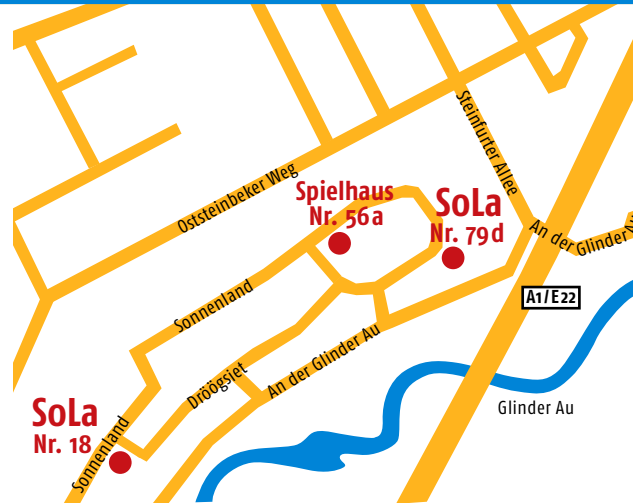 Steinfurter Allee
Oststeinbeker Weg
Spielhaus
Nr. 56a
SoLa
Nr. 79d
An der Glinder Au
Sonnenland
A1/E22
An der Glinder Au
Dröögsiet
Glinder Au
SoLa
Nr. 18
Sonnenland